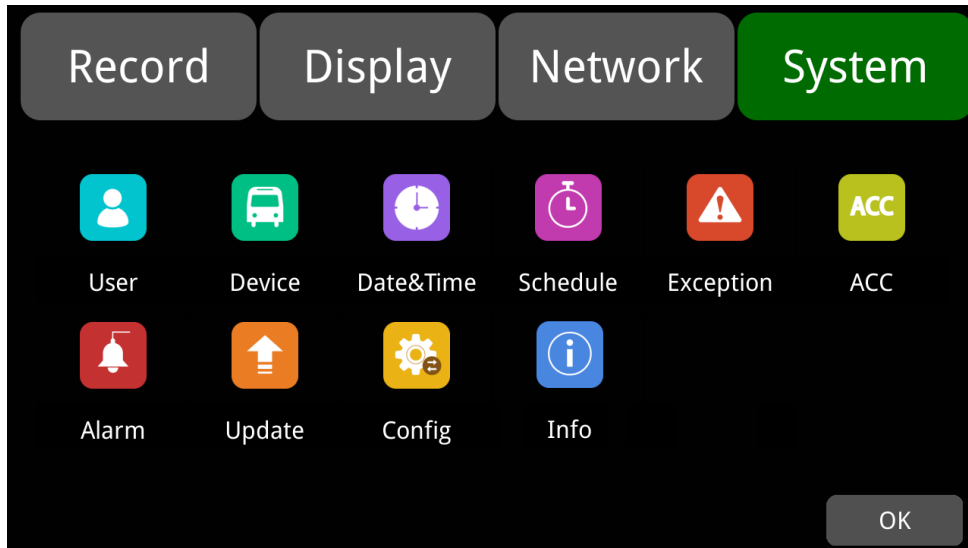 Record Display Network System
ACC
User Device Date&Time Schedule Exception ACC
Alarm Update Config Info
OK